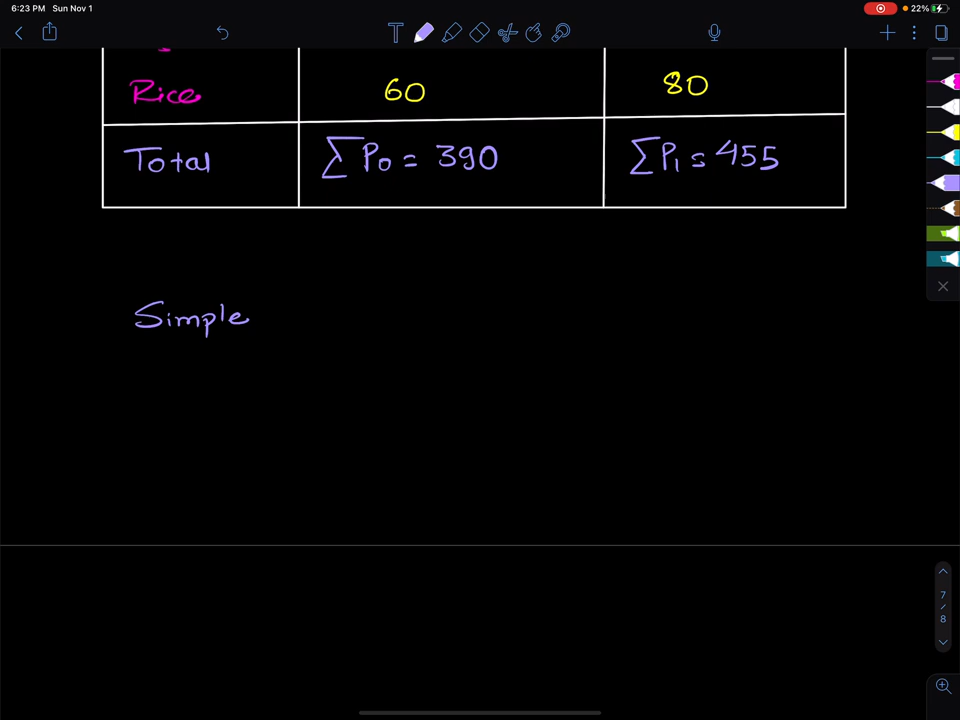 6:23 PM Sun Nov 1 22%
T
Rice 60 80
Total ∑P₀ = 390 ∑P₁ = 455
Simple
7
/
8